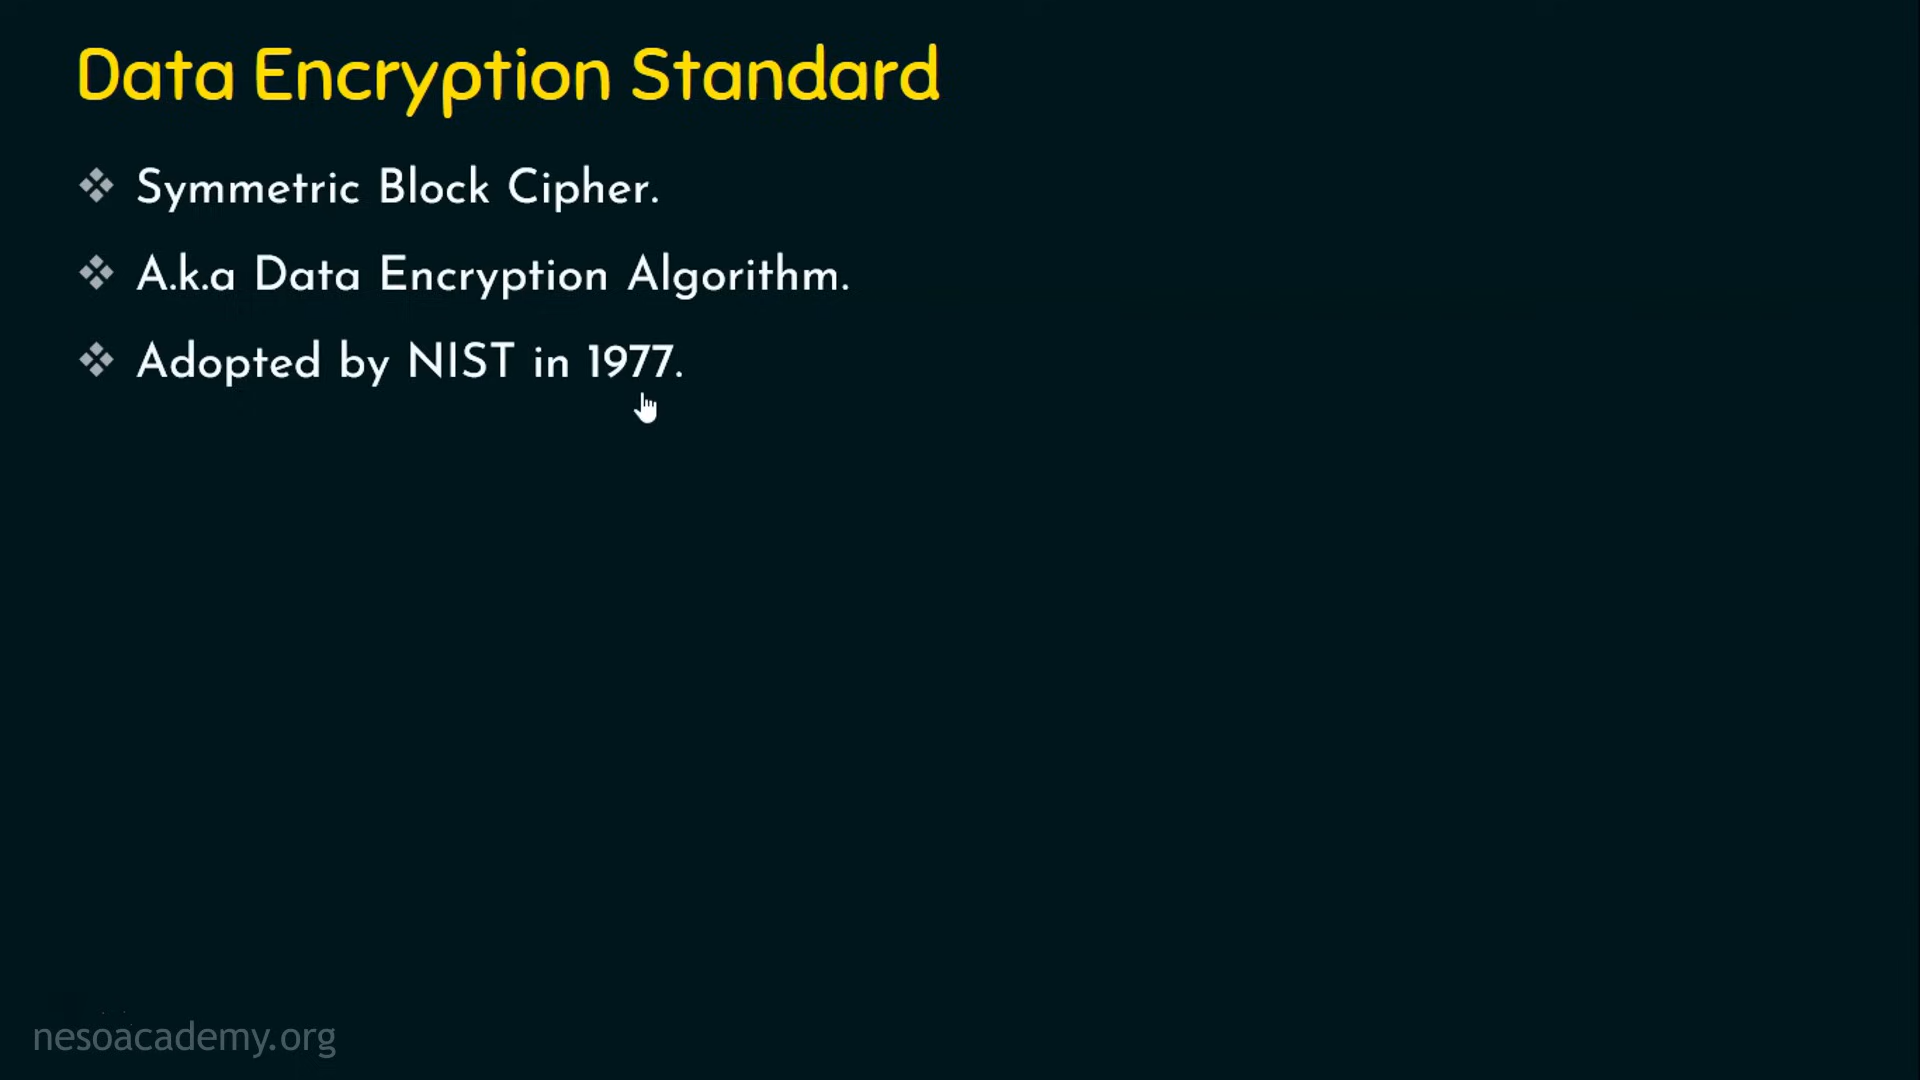 Data Encryption Standard
Symmetric Block Cipher.
A.k.a Data Encryption Algorithm.
Adopted by NIST in 1977.
nesoacademy.org